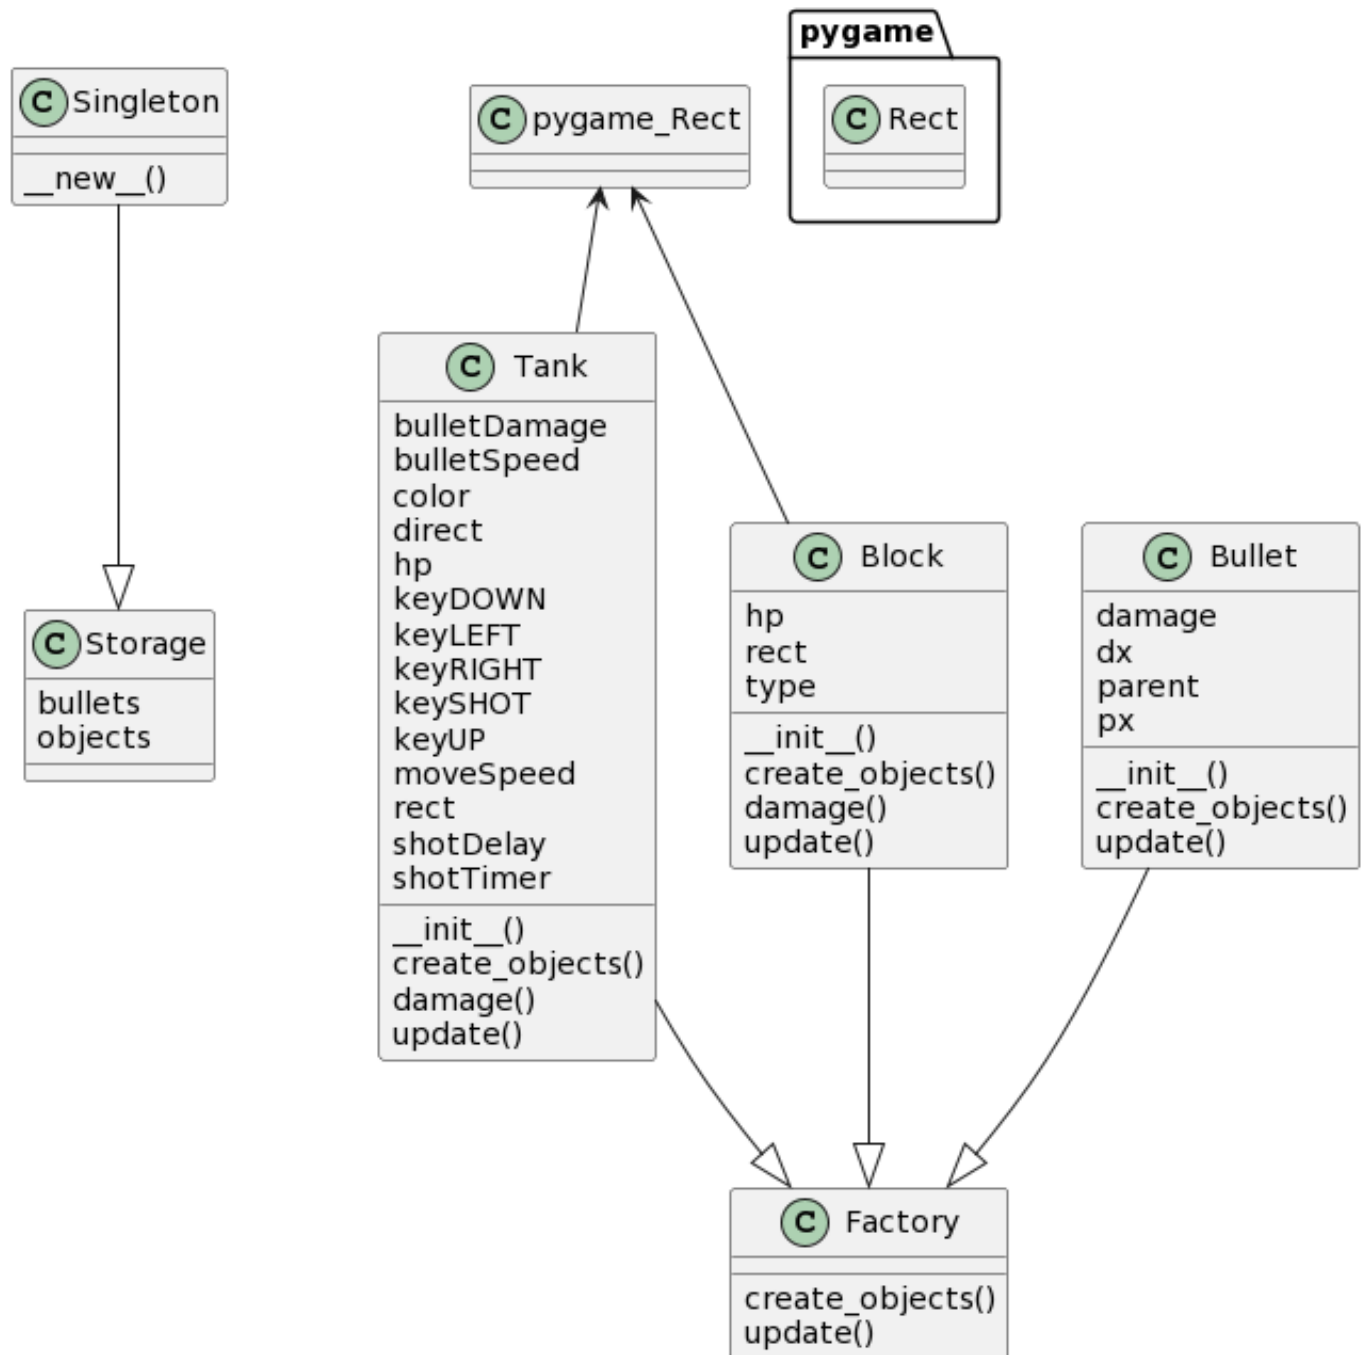 pygame
C Singleton
__new__()
C pygame_Rect
C Rect
C Tank
bulletDamage
bulletSpeed
color
direct
hp
keyDOWN
keyLEFT
keyRIGHT
keySHOT
keyUP
moveSpeed
rect
shotDelay
shotTimer
__init__()
create_objects()
damage()
update()
C Block
hp
rect
type
__init__()
create_objects()
damage()
update()
C Bullet
damage
dx
parent
px
__init__()
create_objects()
update()
C Storage
bullets
objects
C Factory
create_objects()
update()